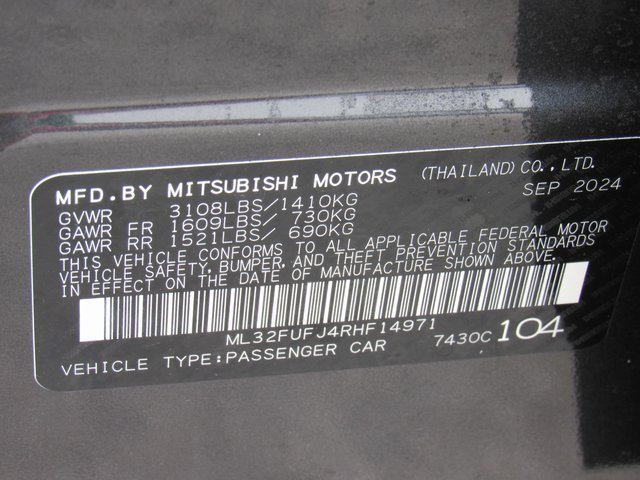 MFD.BY MITSUBISHI MOTORS (THAILAND) CO.,LTD.
SEP 2024
GVWR 3108LBS/1410KG
GAWR FR 1609LBS/ 730KG
GAWR RR 1521LBS/ 690KG
THIS VEHICLE CONFORMS TO ALL APPLICABLE FEDERAL MOTOR
VEHICLE SAFETY, BUMPER, AND THEFT PREVENTION STANDARDS
IN EFFECT ON THE DATE OF MANUFACTURE SHOWN ABOVE.
ML32FUFJ4RHF14971
7430C 104
VEHICLE TYPE:PASSENGER CAR